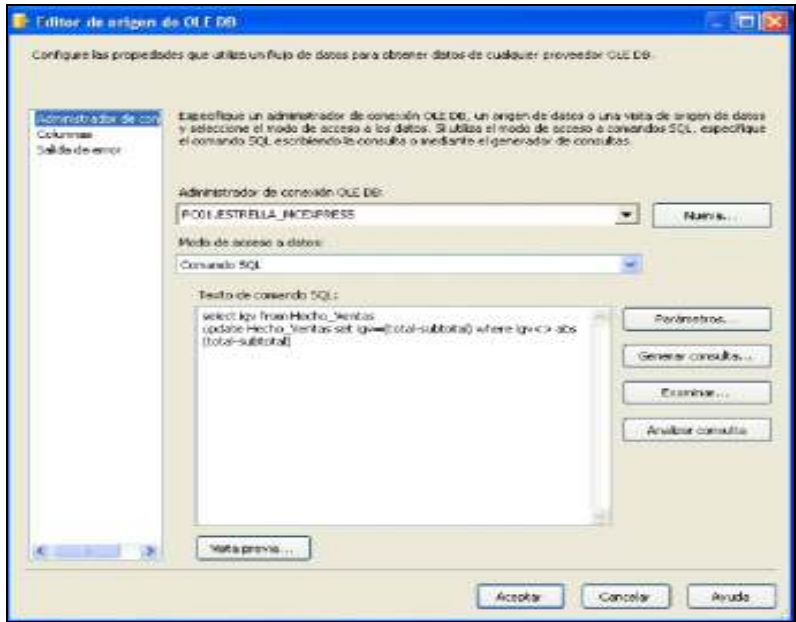 Editor de origen de OLE DB
Configure las propiedades que utiliza un flujo de datos para obtener datos de cualquier proveedor OLE DB.
Administrador de con
Columnas
Salida de error
Especifique un administrador de conexión OLE DB, un origen de datos o una vista de origen de datos
y seleccione el modo de acceso a los datos. Si utiliza el modo de acceso a comandos SQL, especifique
el comando SQL escribiendo la consulta o mediante el generador de consultas.
Administrador de conexión OLE DB:
PC01.ESTRELLA_MCEXPRESS
Nueva...
Modo de acceso a datos:
Comando SQL
Texto de comando SQL:
select igv from Hecho_Ventas
update Hecho_Ventas set igv=(total-subtotal) where igv<> abs
(total-subtotal)
Parámetros...
Generar consulta...
Examinar...
Analizar consulta
Vista previa...
Aceptar
Cancelar
Ayuda